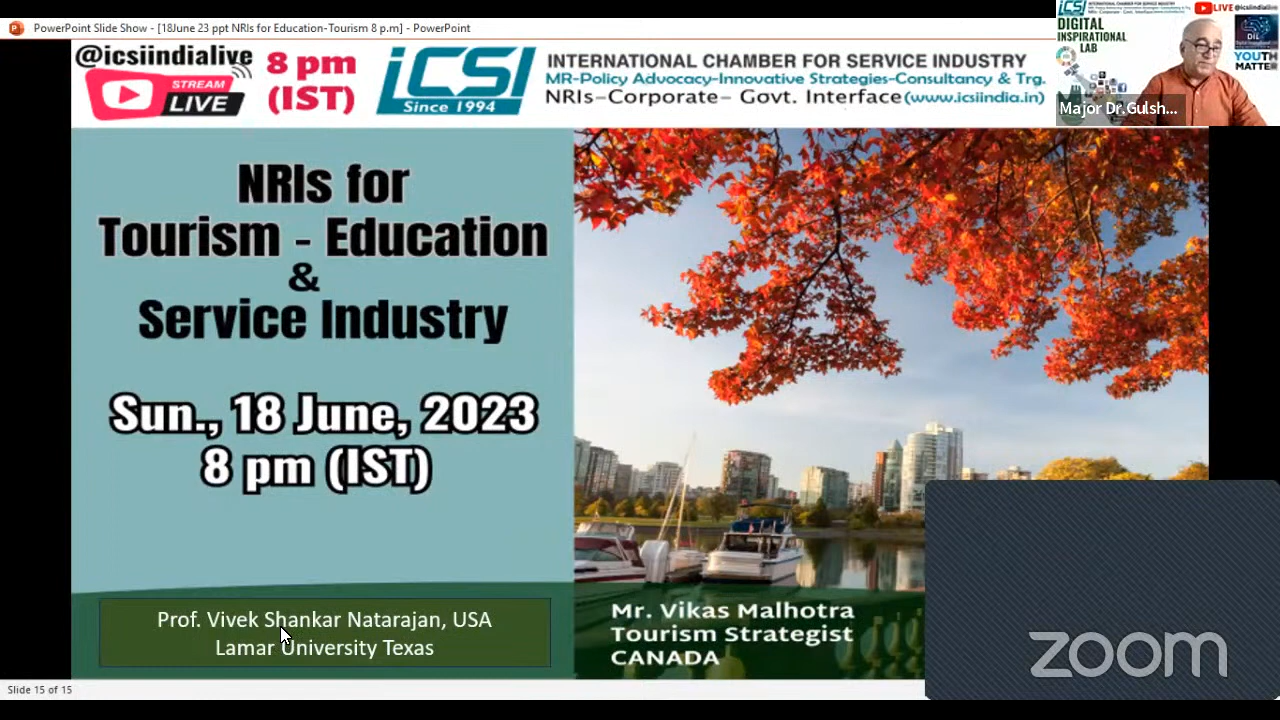 PowerPoint Slide Show - [18June 23 ppt NRIs for Education-Tourism 8 p.m] - PowerPoint
@icsiindialive
STREAM
LIVE
8 pm
(IST)
iCSI
Since 1994
INTERNATIONAL CHAMBER FOR SERVICE INDUSTRY
MR-Policy Advocacy-Innovative Strategies-Consultancy & Trg.
NRIs-Corporate- Govt. Interface(www.icsiindia.in)
iCSI
LIVE @icsiindialive
DIGITAL
INSPIRATIONAL
LAB
DIL
YOUTH
MATTE
Major Dr.Gulsh...
NRIs for
Tourism - Education
&
Service Industry
Sun., 18 June, 2023
8 pm (IST)
Prof. Vivek Shankar Natarajan, USA
Lamar University Texas
Mr. Vikas Malhotra
Tourism Strategist
CANADA
zoom
Slide 15 of 15